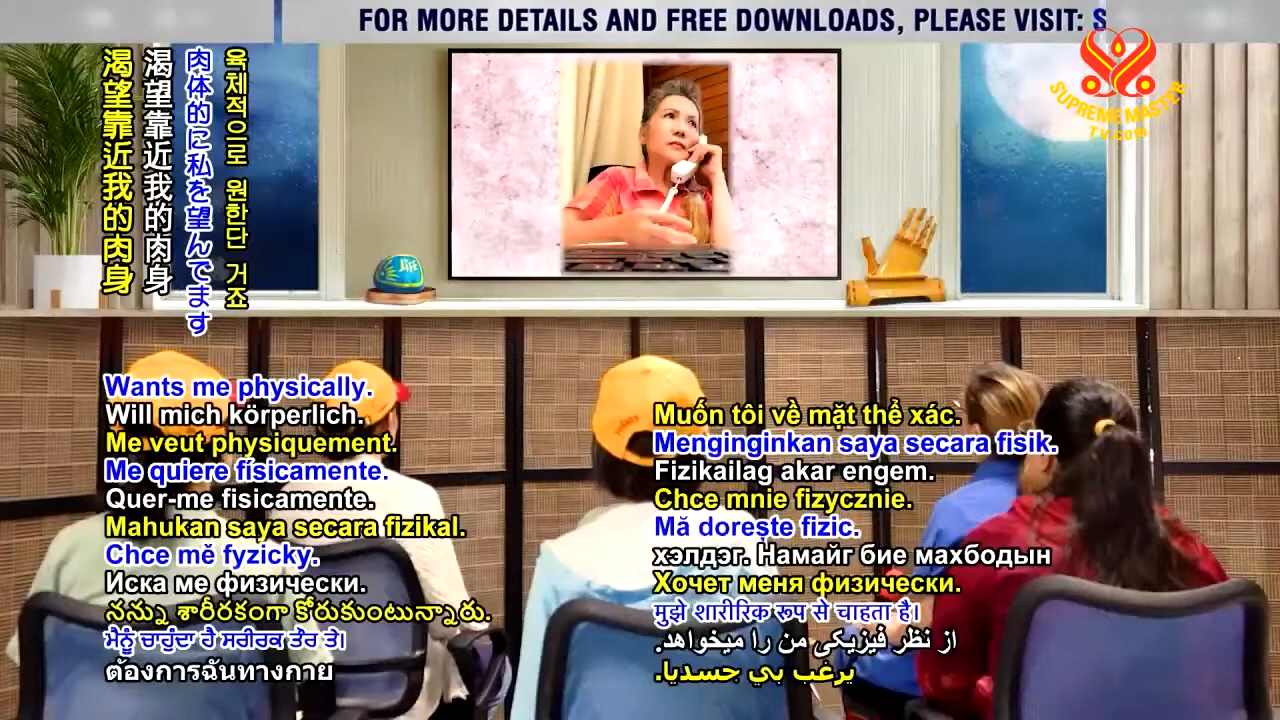 FOR MORE DETAILS AND FREE DOWNLOADS, PLEASE VISIT: S
SUPREME MASTER
TV.com
육체적으로 원한단 거죠
肉体的に私を望んでます
渴望靠近我的肉身
渴望靠近我的肉身
Wants me physically.
Will mich körperlich.
Me veut physiquement.
Me quiere físicamente.
Quer-me fisicamente.
Mahukan saya secara fizikal.
Chce mě fyzicky.
Иска ме физически.
నన్ను శారీరకంగా కోరుకుంటున్నారు.
ਮੈਨੂੰ ਚਾਹੁੰਦਾ ਹੈ ਸਰੀਰਕ ਤੌਰ ਤੇ।
ต้องการฉันทางกาย
Muốn tôi về mặt thể xác.
Menginginkan saya secara fisik.
Fizikailag akar engem.
Chce mnie fizycznie.
Mă dorește fizic.
хэлдэг. Намайг бие махбодын
Хочет меня физически.
मुझे शारीरिक रूप से चाहता है।
از نظر فیزیکی من را میخواهد.
يرغب بي جسديا.